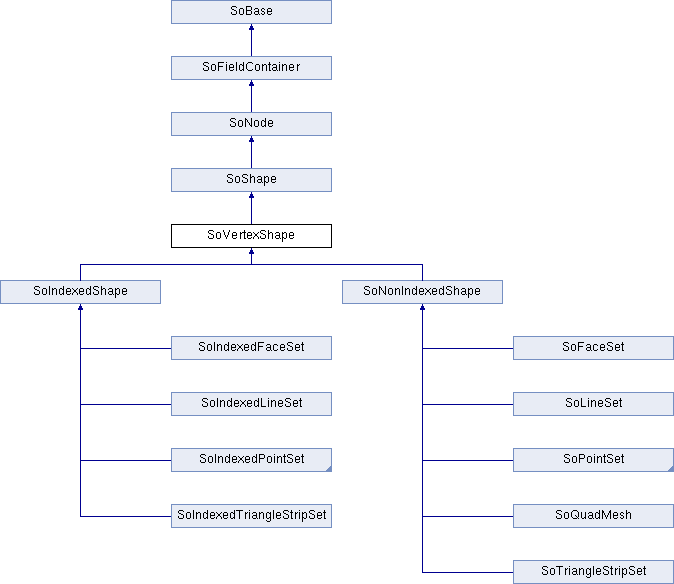 SoBase
SoFieldContainer
SoNode
SoShape
SoVertexShape
SoIndexedShape
SoNonIndexedShape
SoIndexedFaceSet
SoFaceSet
SoIndexedLineSet
SoLineSet
SoIndexedPointSet
SoPointSet
SoIndexedTriangleStripSet
SoQuadMesh
SoTriangleStripSet